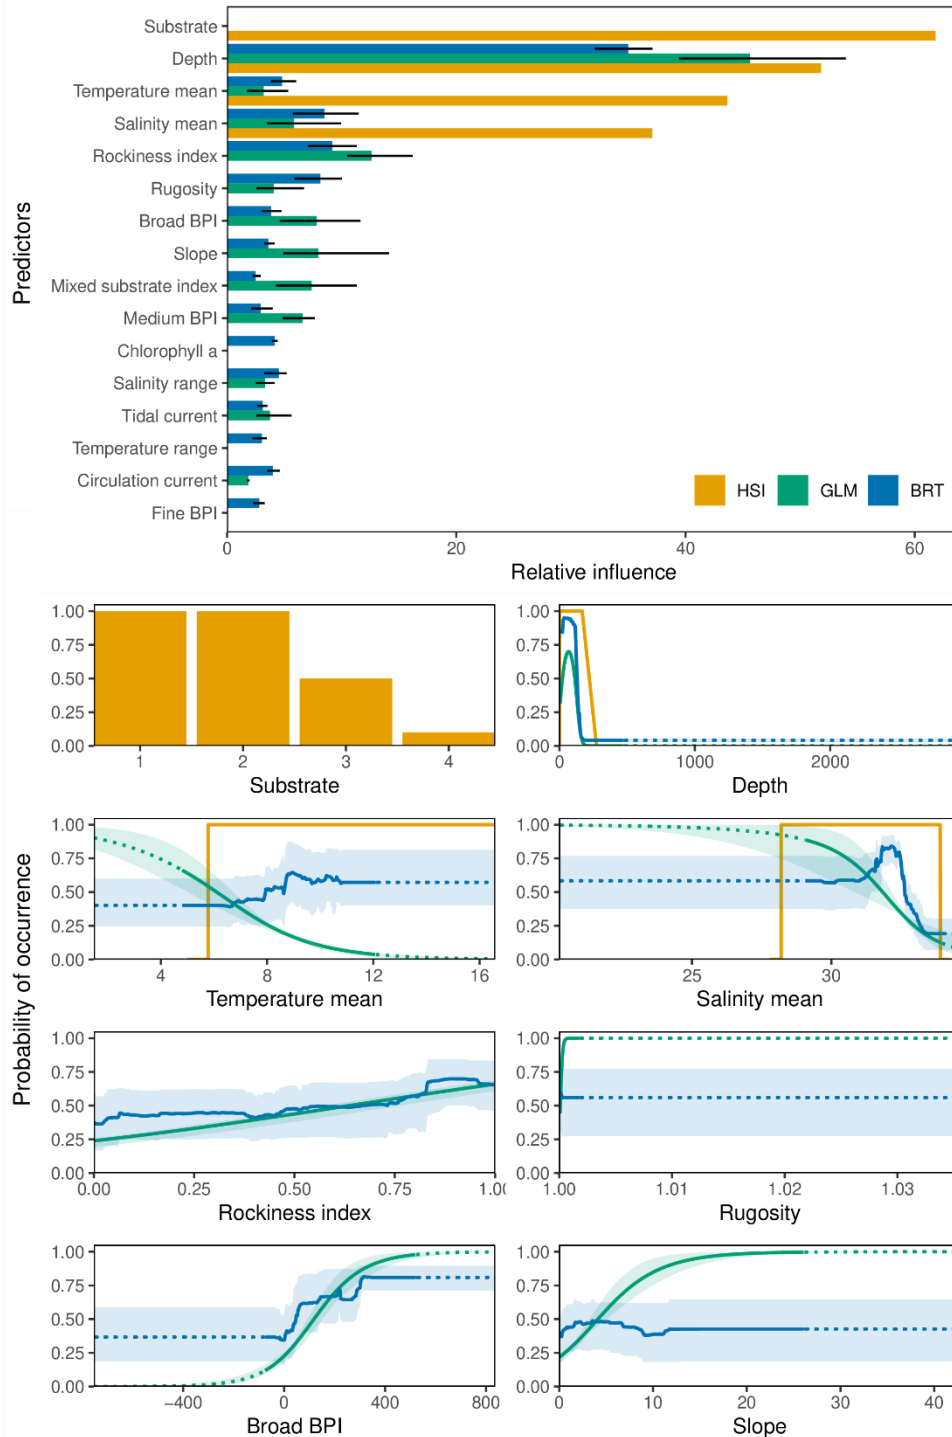 Predictors
Substrate
Depth
Temperature mean
Salinity mean
Rockiness index
Rugosity
Broad BPI
Slope
Mixed substrate index
Medium BPI
Chlorophyll a
Salinity range
Tidal current
Temperature range
Circulation current
Fine BPI
HSI GLM BRT
0 20 40 60
Relative influence
Probability of occurrence
1.00
0.75
0.50
0.25
0.00
1 2 3 4
Substrate
1.00
0.75
0.50
0.25
0.00
0 1000 2000
Depth
1.00
0.75
0.50
0.25
0.00
4 8 12 16
Temperature mean
1.00
0.75
0.50
0.25
0.00
25 30
Salinity mean
1.00
0.75
0.50
0.25
0.00
0.00 0.25 0.50 0.75 1.0
Rockiness index
1.00
0.75
0.50
0.25
0.00
1.00 1.01 1.02 1.03
Rugosity
1.00
0.75
0.50
0.25
0.00
−400 0 400 800
Broad BPI
1.00
0.75
0.50
0.25
0.00
0 10 20 30 40
Slope